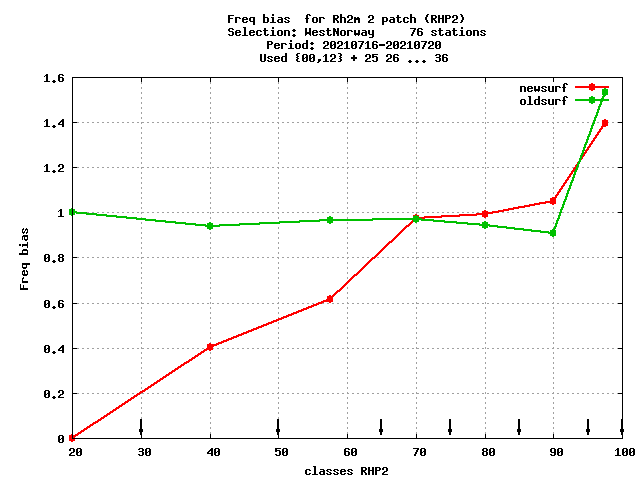 Freq bias  for Rh2m 2 patch (RHP2)
Selection: WestNorway     76 stations
Period: 20210716-20210720
Used {00,12} + 25 26 ... 36
newsurf
oldsurf
1.6
1.4
1.2
1
0.8
0.6
0.4
0.2
0
Freq bias
20 30 40 50 60 70 80 90 100
classes RHP2